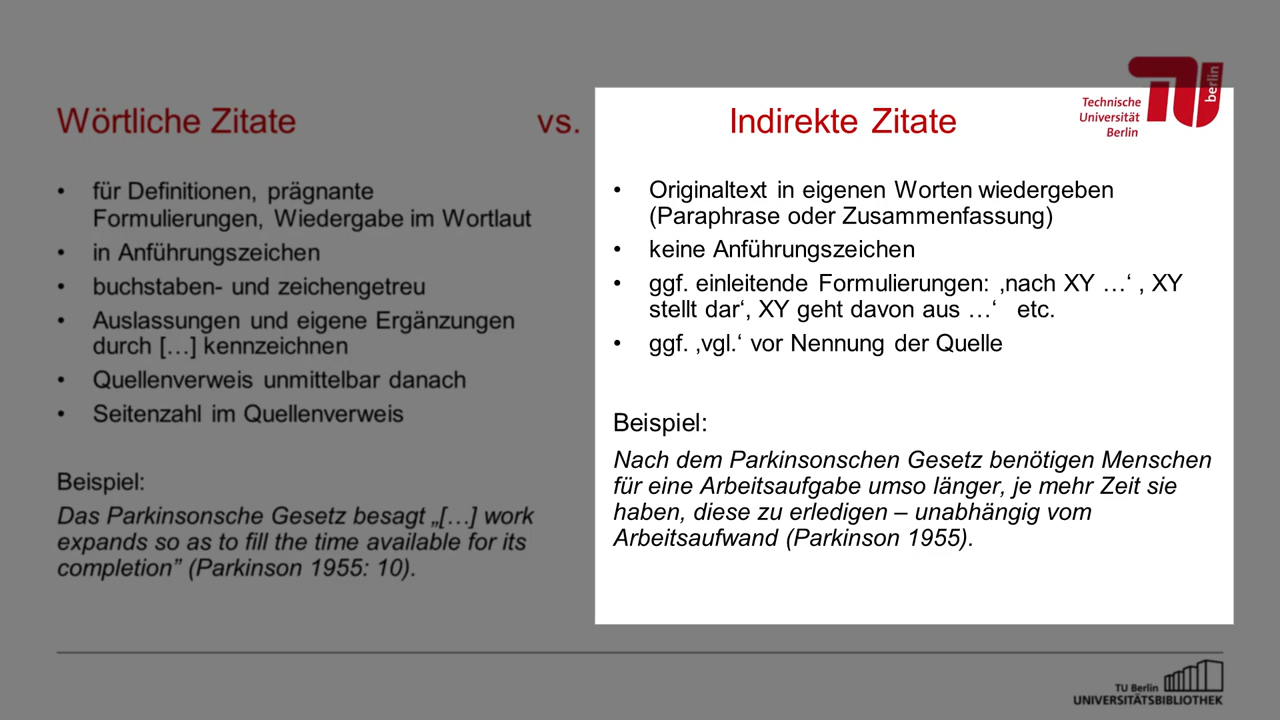 Wörtliche Zitate vs.
• für Definitionen, prägnante
Formulierungen, Wiedergabe im Wortlaut
• in Anführungszeichen
• buchstaben- und zeichengetreu
• Auslassungen und eigene Ergänzungen
durch […] kennzeichnen
• Quellenverweis unmittelbar danach
• Seitenzahl im Quellenverweis
Beispiel:
Das Parkinsonsche Gesetz besagt „[…] work
expands so as to fill the time available for its
completion” (Parkinson 1955: 10).
Indirekte Zitate
• Originaltext in eigenen Worten wiedergeben
(Paraphrase oder Zusammenfassung)
• keine Anführungszeichen
• ggf. einleitende Formulierungen: ‚nach XY …‘ , XY
stellt dar‘, XY geht davon aus …‘ etc.
• ggf. ‚vgl.‘ vor Nennung der Quelle
Beispiel:
Nach dem Parkinsonschen Gesetz benötigen Menschen
für eine Arbeitsaufgabe umso länger, je mehr Zeit sie
haben, diese zu erledigen – unabhängig vom
Arbeitsaufwand (Parkinson 1955).
Technische
Universität
Berlin
TU berlin
TU Berlin
UNIVERSITÄTSBIBLIOTHEK